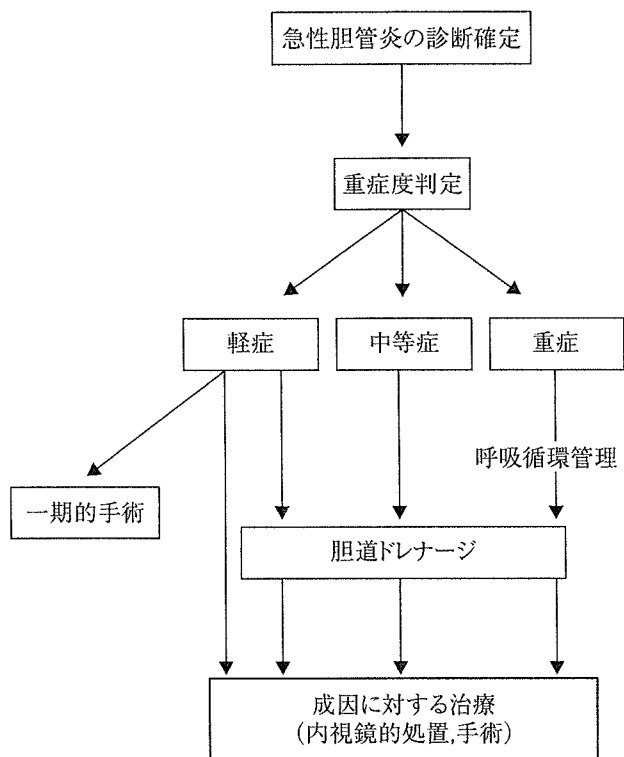 急性胆管炎の診断確定
重症度判定
軽症
中等症
重症
呼吸循環管理
一期的手術
胆道ドレナージ
成因に対する治療
(内視鏡的処置,手術)